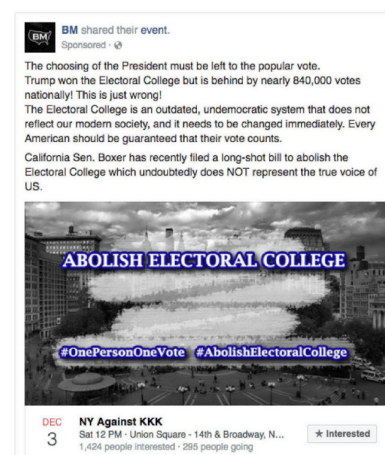 BM
BM shared their event.
Sponsored ·
The choosing of the President must be left to the popular vote.
Trump won the Electoral College but is behind by nearly 840,000 votes
nationally! This is just wrong!
The Electoral College is an outdated, undemocratic system that does not
reflect our modern society, and it needs to be changed immediately. Every
American should be guaranteed that their vote counts.
California Sen. Boxer has recently filed a long-shot bill to abolish the
Electoral College which undoubtedly does NOT represent the true voice of
US.
ABOLISH ELECTORAL COLLEGE
#OnePersonOneVote #AbolishElectoralCollege
DEC
3
NY Against KKK
Sat 12 PM · Union Square - 14th & Broadway, N...
1,424 people interested · 295 people going
★ Interested